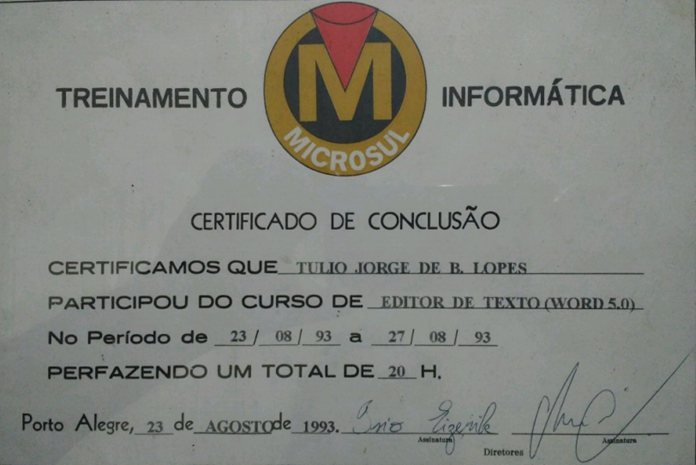 TREINAMENTO M INFORMÁTICA
MICROSUL
CERTIFICADO DE CONCLUSÃO
CERTIFICAMOS QUE TULIO JORGE DE B. LOPES
PARTICIPOU DO CURSO DE EDITOR DE TEXTO (WORD 5.0)
No Período de 23/ 08 / 93 a 27/ 08 / 93
PERFAZENDO UM TOTAL DE 20 H.
Porto Alegre, 23 de AGOSTO de 1993.
Assinatura Assinatura
Diretores